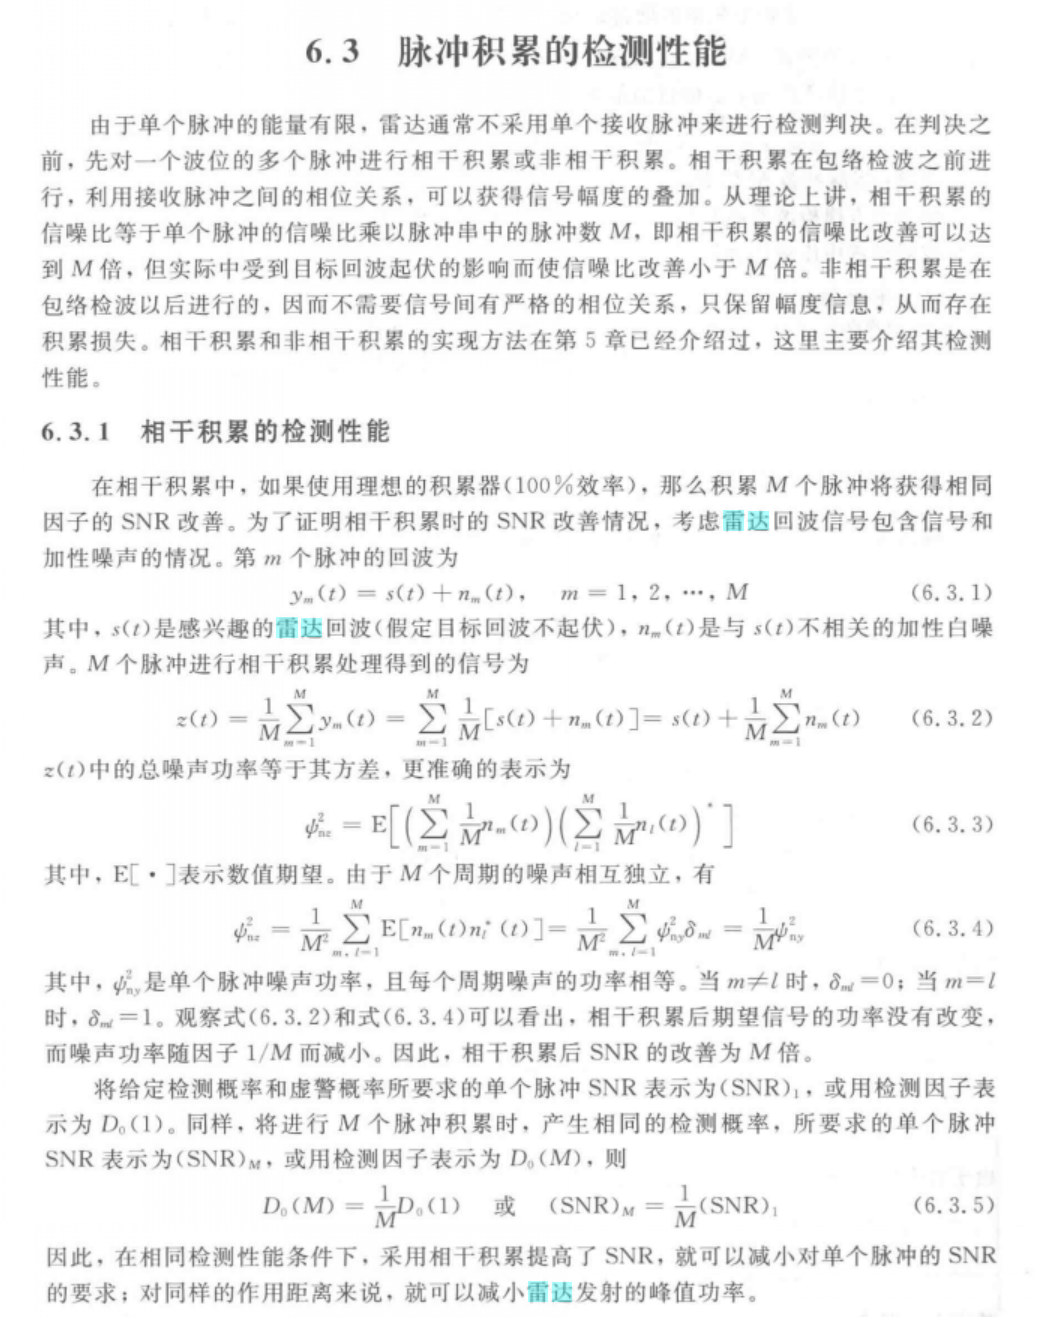 6.3 脉冲积累的检测性能
由于单个脉冲的能量有限，雷达通常不采用单个接收脉冲来进行检测判决。在判决之
前，先对一个波位的多个脉冲进行相干积累或非相干积累。相干积累在包络检波之前进
行，利用接收脉冲之间的相位关系，可以获得信号幅度的叠加。从理论上讲，相干积累的
信噪比等于单个脉冲的信噪比乘以脉冲串中的脉冲数 M，即相干积累的信噪比改善可以达
到 M 倍，但实际中受到目标回波起伏的影响而使信噪比改善小于 M 倍。非相干积累是在
包络检波以后进行的，因而不需要信号间有严格的相位关系，只保留幅度信息，从而存在
积累损失。相干积累和非相干积累的实现方法在第 5 章已经介绍过，这里主要介绍其检测
性能。
6.3.1 相干积累的检测性能
在相干积累中，如果使用理想的积累器(100%效率)，那么积累 M 个脉冲将获得相同
因子的 SNR 改善。为了证明相干积累时的 SNR 改善情况，考虑雷达回波信号包含信号和
加性噪声的情况。第 m 个脉冲的回波为
y_m(t) = s(t) + n_m(t), m = 1, 2, ⋯, M (6.3.1)
其中，s(t)是感兴趣的雷达回波(假定目标回波不起伏)，n_m(t)是与 s(t)不相关的加性白噪
声。M 个脉冲进行相干积累处理得到的信号为
z(t) = \frac{1}{M}\sum_{m=1}^{M} y_m(t) = \sum_{m=1}^{M} \frac{1}{M}[s(t) + n_m(t)] = s(t) + \frac{1}{M}\sum_{m=1}^{M} n_m(t) (6.3.2)
z(t)中的总噪声功率等于其方差，更准确的表示为
ψ_{nz}^2 = E[(\sum_{m=1}^{M} \frac{1}{M} n_m(t))(\sum_{l=1}^{M} \frac{1}{M} n_l(t))^*] (6.3.3)
其中，E[·]表示数值期望。由于 M 个周期的噪声相互独立，有
ψ_{nz}^2 = \frac{1}{M^2}\sum_{m,l=1}^{M} E[n_m(t)n_l^*(t)] = \frac{1}{M^2}\sum_{m,l=1}^{M} ψ_{ny}^2 δ_{ml} = \frac{1}{M}ψ_{ny}^2 (6.3.4)
其中，ψ_{ny}^2 是单个脉冲噪声功率，且每个周期噪声的功率相等。当 m≠l 时，δ_{ml}=0；当 m=l
时，δ_{ml}=1。观察式(6.3.2)和式(6.3.4)可以看出，相干积累后期望信号的功率没有改变，
而噪声功率随因子 1/M 而减小。因此，相干积累后 SNR 的改善为 M 倍。
将给定检测概率和虚警概率所要求的单个脉冲 SNR 表示为(SNR)_1，或用检测因子表
示为 D_0(1)。同样，将进行 M 个脉冲积累时，产生相同的检测概率，所要求的单个脉冲
SNR 表示为(SNR)_M，或用检测因子表示为 D_0(M)，则
D_0(M) = \frac{1}{M}D_0(1) 或 (SNR)_M = \frac{1}{M}(SNR)_1 (6.3.5)
因此，在相同检测性能条件下，采用相干积累提高了 SNR，就可以减小对单个脉冲的 SNR
的要求；对同样的作用距离来说，就可以减小雷达发射的峰值功率。